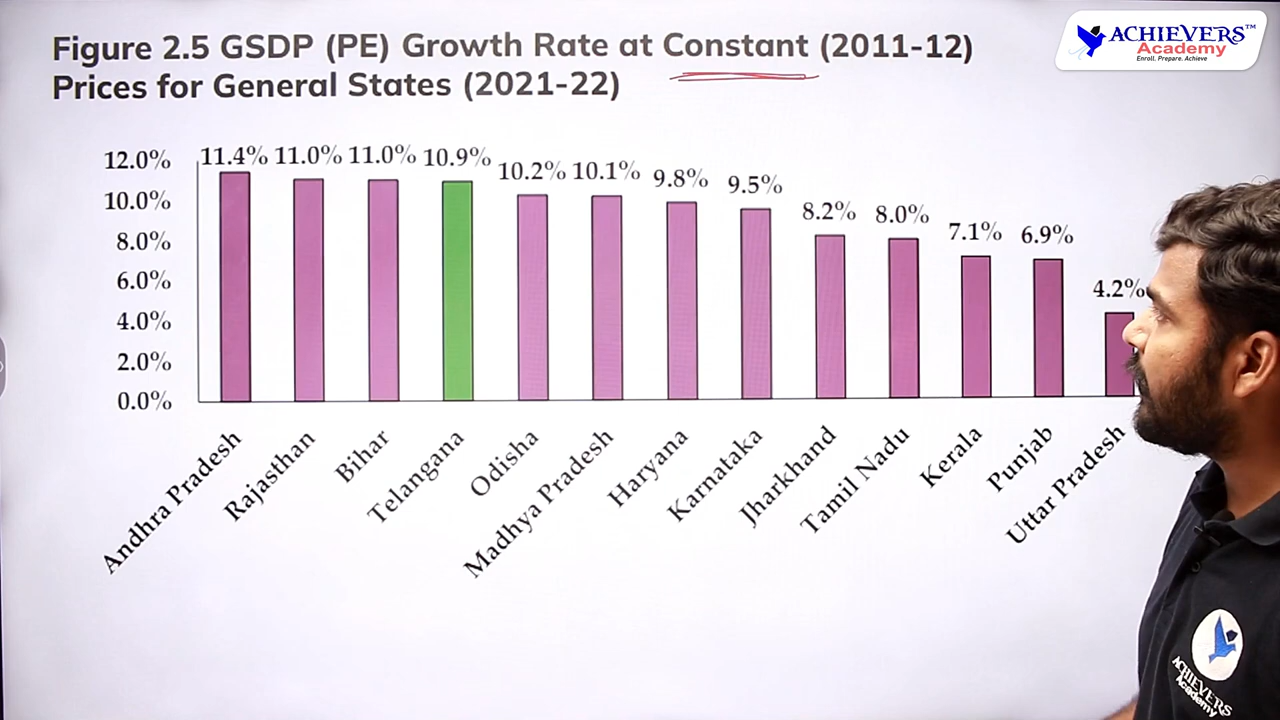 Figure 2.5 GSDP (PE) Growth Rate at Constant (2011-12)
Prices for General States (2021-22)
ACHIEVERS™
Academy
Enroll. Prepare. Achieve
12.0%
10.0%
8.0%
6.0%
4.0%
2.0%
0.0%
11.4% 11.0% 11.0% 10.9% 10.2% 10.1% 9.8% 9.5% 8.2% 8.0% 7.1% 6.9% 4.2%
Andhra Pradesh
Rajasthan
Bihar
Telangana
Odisha
Madhya Pradesh
Haryana
Karnataka
Jharkhand
Tamil Nadu
Kerala
Punjab
Uttar Pradesh
ACHIEVERS
Academy